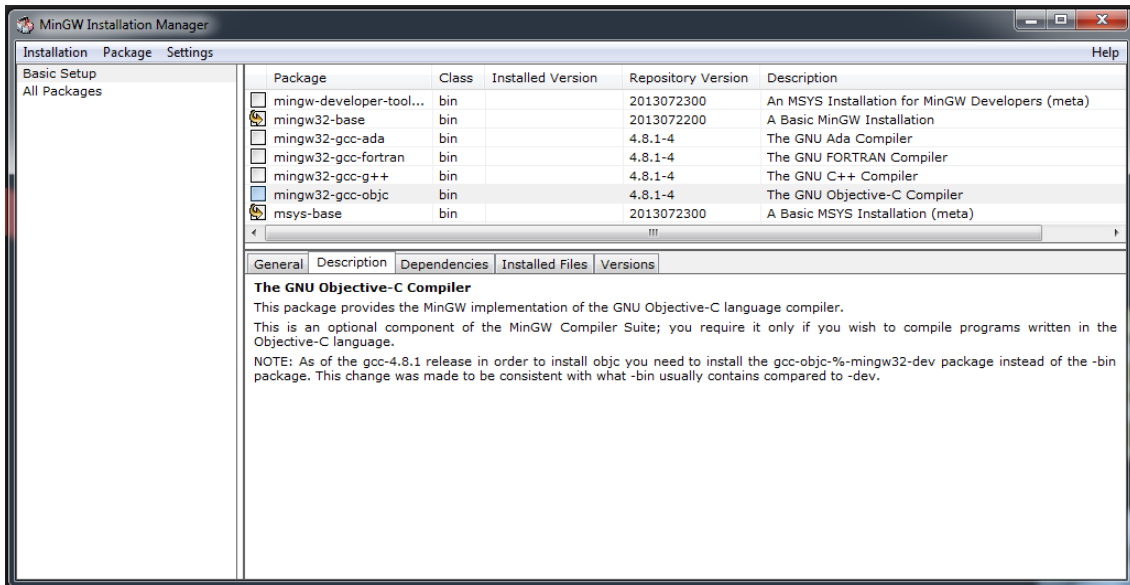 MinGW Installation Manager
Installation Package Settings Help
Basic Setup
All Packages
Package Class Installed Version Repository Version Description
mingw-developer-tool... bin 2013072300 An MSYS Installation for MinGW Developers (meta)
mingw32-base bin 2013072200 A Basic MinGW Installation
mingw32-gcc-ada bin 4.8.1-4 The GNU Ada Compiler
mingw32-gcc-fortran bin 4.8.1-4 The GNU FORTRAN Compiler
mingw32-gcc-g++ bin 4.8.1-4 The GNU C++ Compiler
mingw32-gcc-objc bin 4.8.1-4 The GNU Objective-C Compiler
msys-base bin 2013072300 A Basic MSYS Installation (meta)
General Description Dependencies Installed Files Versions
The GNU Objective-C Compiler
This package provides the MinGW implementation of the GNU Objective-C language compiler.
This is an optional component of the MinGW Compiler Suite; you require it only if you wish to compile programs written in the
Objective-C language.
NOTE: As of the gcc-4.8.1 release in order to install objc you need to install the gcc-objc-%-mingw32-dev package instead of the -bin
package. This change was made to be consistent with what -bin usually contains compared to -dev.